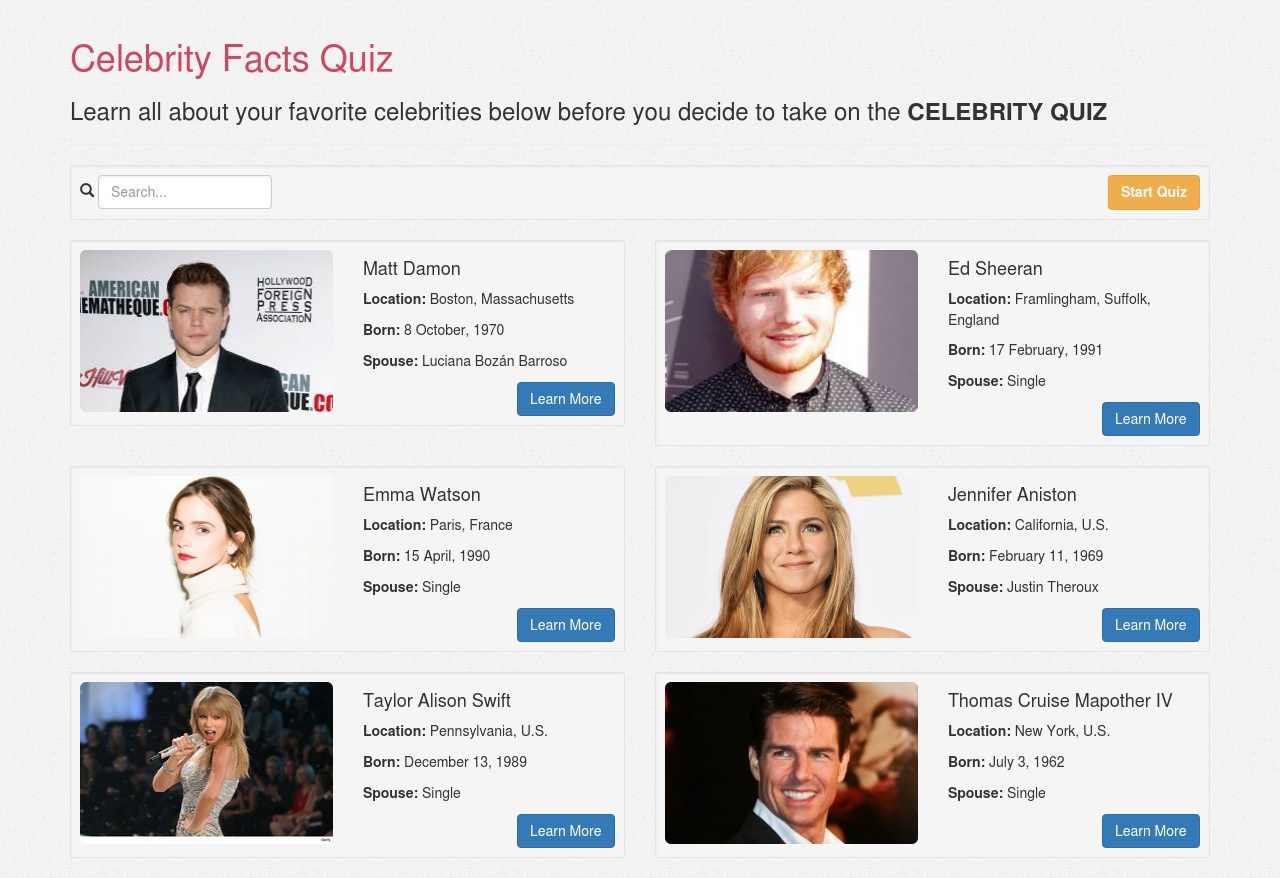 Celebrity Facts Quiz
Learn all about your favorite celebrities below before you decide to take on the CELEBRITY QUIZ
Search...
Start Quiz
AMERICAN
EMATHEQUE.C
HOLLYWOOD
FOREIGN
PRESS
ASSOCIATION
CAN
QUE.CO
Matt Damon
Location: Boston, Massachusetts
Born: 8 October, 1970
Spouse: Luciana Bozán Barroso
Learn More
Ed Sheeran
Location: Framlingham, Suffolk,
England
Born: 17 February, 1991
Spouse: Single
Learn More
Emma Watson
Location: Paris, France
Born: 15 April, 1990
Spouse: Single
Learn More
Jennifer Aniston
Location: California, U.S.
Born: February 11, 1969
Spouse: Justin Theroux
Learn More
Taylor Alison Swift
Location: Pennsylvania, U.S.
Born: December 13, 1989
Spouse: Single
Learn More
Thomas Cruise Mapother IV
Location: New York, U.S.
Born: July 3, 1962
Spouse: Single
Learn More